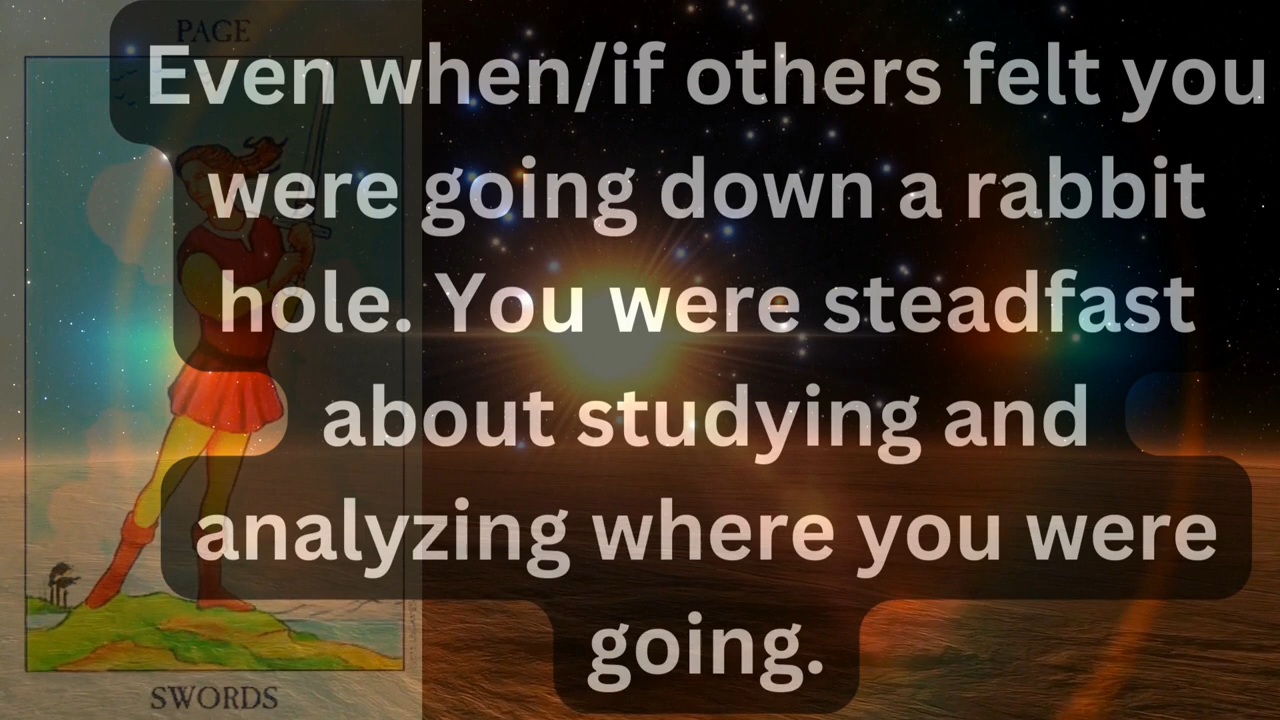 PAGE
Even when/if others felt you
were going down a rabbit
hole. You were steadfast
about studying and
analyzing where you were
going.
SWORDS